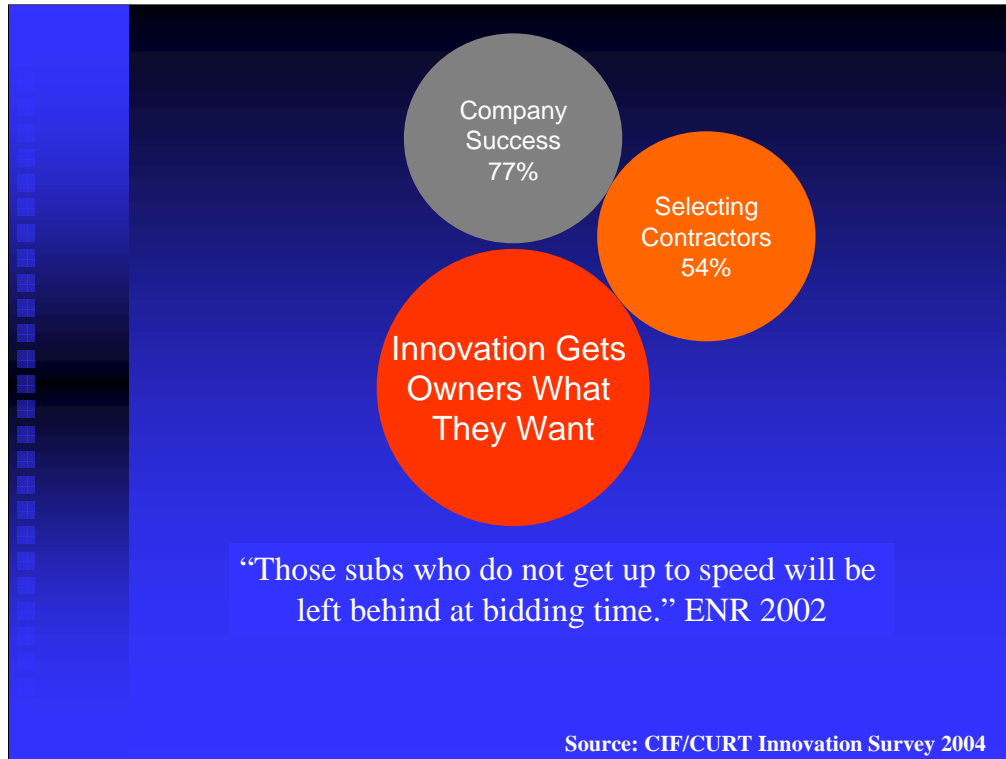 Company
Success
77%
Selecting
Contractors
54%
Innovation Gets
Owners What
They Want
“Those subs who do not get up to speed will be
left behind at bidding time.” ENR 2002
Source: CIF/CURT Innovation Survey 2004